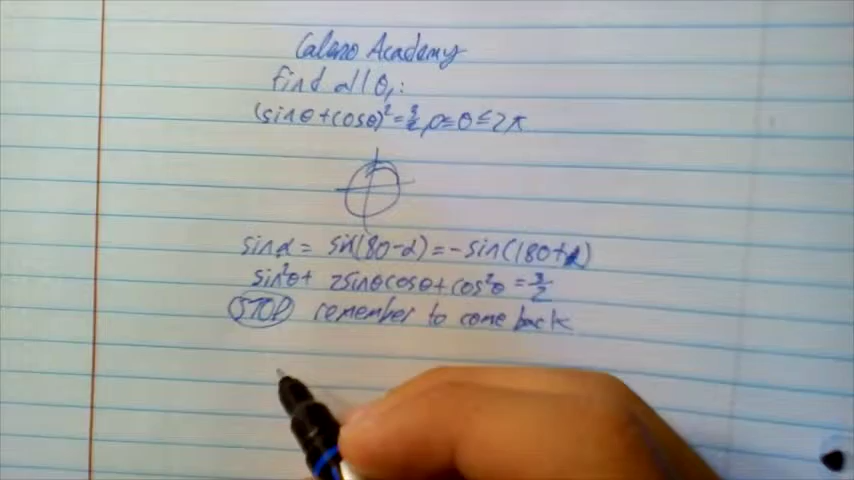 Calero Academy
Find all θ,:
(sinθ+cosθ)²=3/2, 0≤θ≤2π
sinα = sin(180-α)=-sin(180+α)
sin²θ+ 2sinθcosθ+cos²θ=3/2
STOP remember to come back